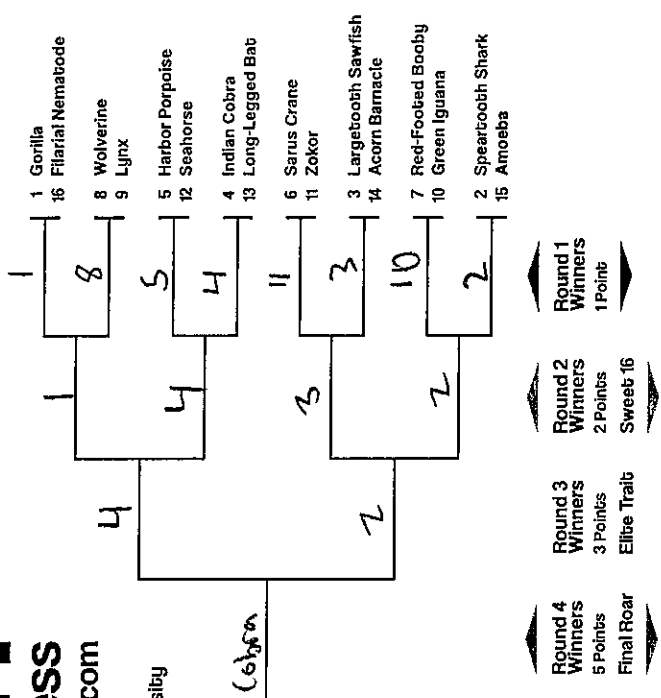 ess
com
sity
1 Gorilla
16 Filarial Nematode
8 Wolverine
9 Lynx
5 Harbor Porpoise
12 Seahorse
4 Indian Cobra
13 Long-Legged Bat
6 Sarus Crane
11 Zokor
3 Largetooth Sawfish
14 Acorn Barnacle
7 Red-Footed Booby
10 Green Iguana
2 Speartooth Shark
15 Amoeba
1
8
5
4
11
3
10
2
1
4
3
2
4
2
Cobra
Round 1
Winners
1 Point
Round 2
Winners
2 Points
Sweet 16
Round 3
Winners
3 Points
Elite Trait
Round 4
Winners
5 Points
Final Roar